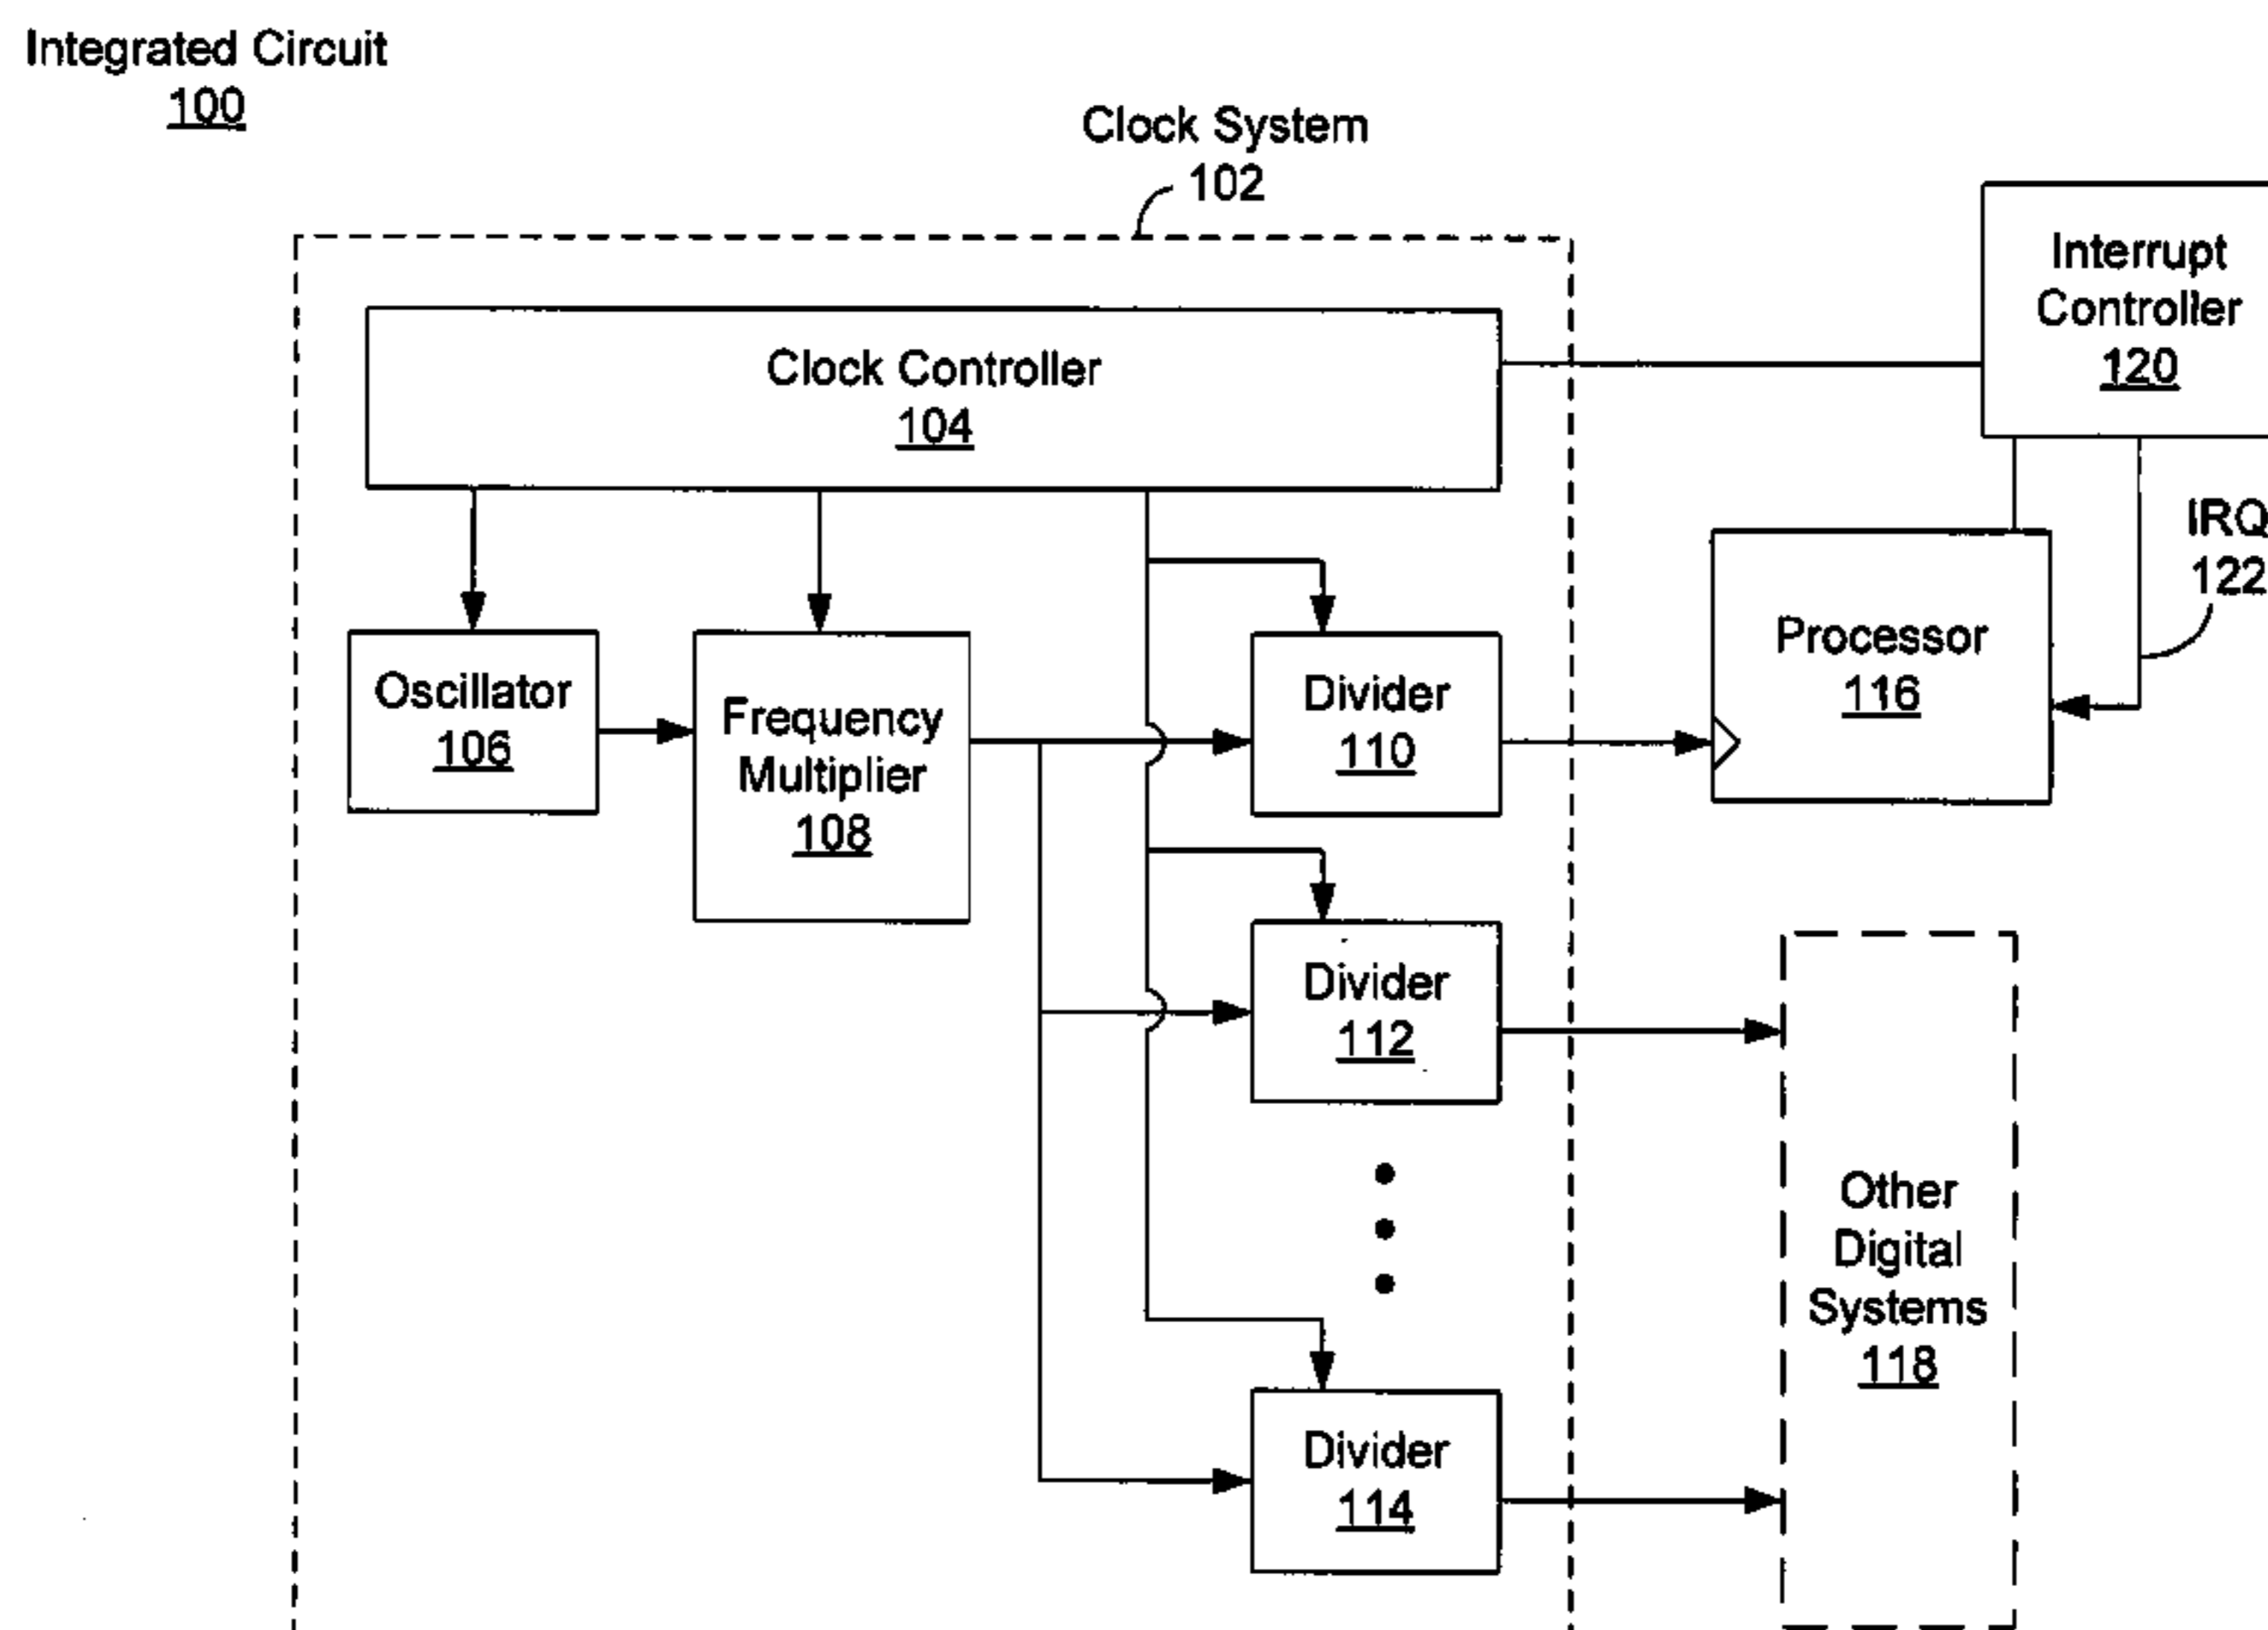 Integrated Circuit
100
Clock System
102
Interrupt
Controller
120
Clock Controller
104
IRQ
122
Processor
116
Oscillator
106
Frequency
Multiplier
108
Divider
110
Divider
112
Other
Digital
Systems
118
Divider
114